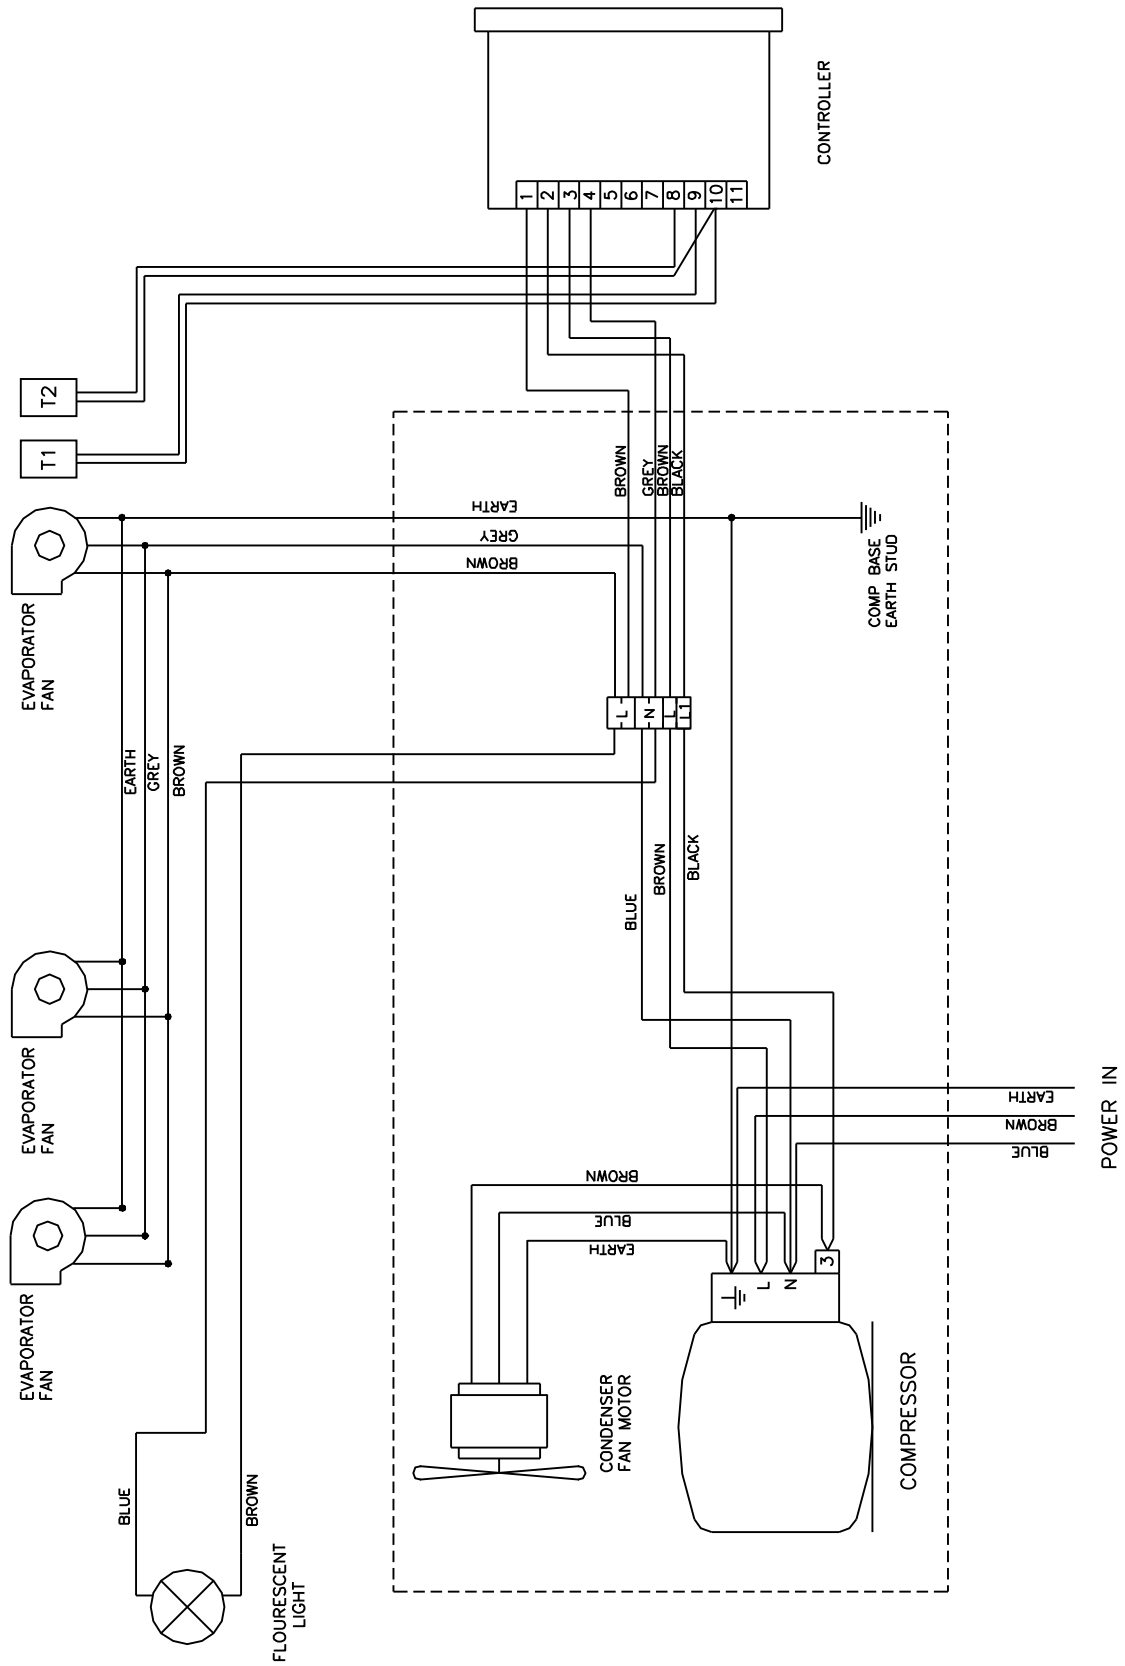 CONTROLLER
1
2
3
4
5
6
7
8
9
10
11
T2
T1
EVAPORATOR
FAN
EARTH
GREY
BROWN
BROWN
GREY
BROWN
BLACK
COMP BASE
EARTH STUD
EARTH
GREY
BROWN
L
N
L
L1
BLUE
BROWN
BLACK
EVAPORATOR
FAN
EVAPORATOR
FAN
EARTH
BROWN
BLUE
POWER IN
BROWN
BLUE
EARTH
L
N
3
CONDENSER
FAN MOTOR
COMPRESSOR
BLUE
BROWN
FLOURESCENT
LIGHT